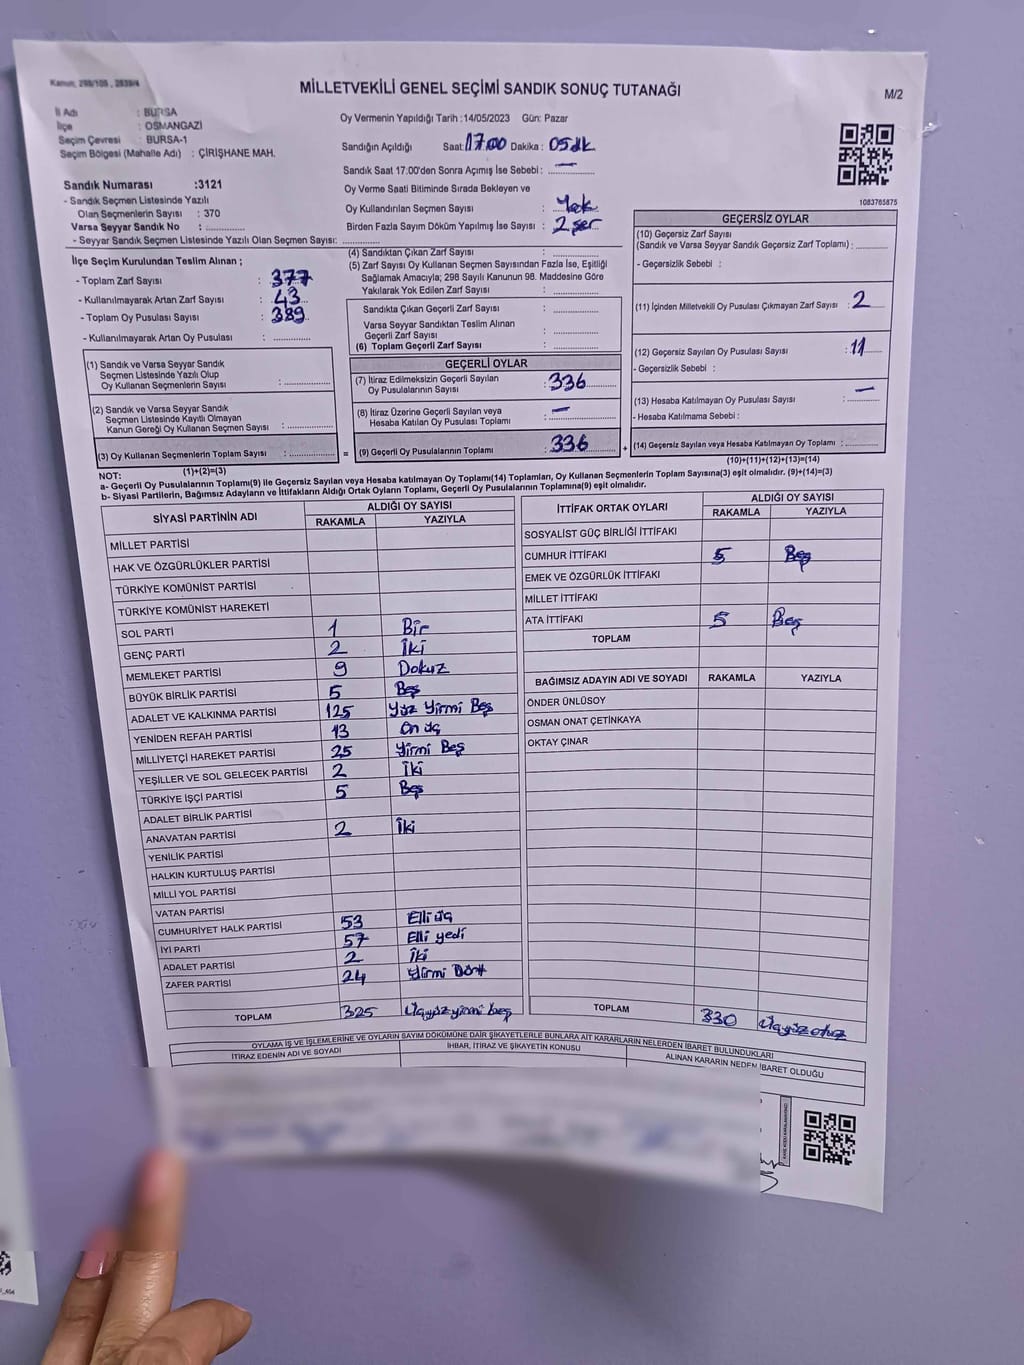 Kanun: 298/105 , 2839/4
MİLLETVEKİLİ GENEL SEÇİMİ SANDIK SONUÇ TUTANAĞI
M/2
İl Adı : BURSA
İlçe : OSMANGAZİ
Seçim Çevresi : BURSA-1
Seçim Bölgesi (Mahalle Adı) : ÇİRİŞHANE MAH.
Oy Vermenin Yapıldığı Tarih :14/05/2023 Gün: Pazar
Sandığın Açıldığı Saat: 17.00 Dakika : 05 dk
Sandık Saat 17:00'den Sonra Açımış İse Sebebi : —
Oy Verme Saati Bitiminde Sırada Bekleyen ve
Oy Kullandırılan Seçmen Sayısı : Yok
Birden Fazla Sayım Döküm Yapılmış İse Sayısı : 2 şer
Sandık Numarası :3121
- Sandık Seçmen Listesinde Yazılı
Olan Seçmenlerin Sayısı : 370
Varsa Seyyar Sandık No :
- Seyyar Sandık Seçmen Listesinde Yazılı Olan Seçmen Sayısı:
1083765875
İlçe Seçim Kurulundan Teslim Alınan ;
- Toplam Zarf Sayısı : 377
- Kullanılmayarak Artan Zarf Sayısı : 43
- Toplam Oy Pusulası Sayısı : 389
- Kullanılmayarak Artan Oy Pusulası :
(1) Sandık ve Varsa Seyyar Sandık
Seçmen Listesinde Yazılı Olup
Oy Kullanan Seçmenlerin Sayısı :
(2) Sandık ve Varsa Seyyar Sandık
Seçmen Listesinde Kayıtlı Olmayan
Kanun Gereği Oy Kullanan Seçmen Sayısı :
(3) Oy Kullanan Seçmenlerin Toplam Sayısı :
(1)+(2)=(3)
(4) Sandıktan Çıkan Zarf Sayısı :
(5) Zarf Sayısı Oy Kullanan Seçmen Sayısından Fazla İse, Eşitliği
Sağlamak Amacıyla; 298 Sayılı Kanunun 98. Maddesine Göre
Yakılarak Yok Edilen Zarf Sayısı :
Sandıkta Çıkan Geçerli Zarf Sayısı :
Varsa Seyyar Sandıktan Teslim Alınan
Geçerli Zarf Sayısı :
(6) Toplam Geçerli Zarf Sayısı :
GEÇERLİ OYLAR
(7) İtiraz Edilmeksizin Geçerli Sayılan
Oy Pusulalarının Sayısı : 336
(8) İtiraz Üzerine Geçerli Sayılan veya
Hesaba Katılan Oy Pusulası Toplamı : —
= (9) Geçerli Oy Pusulalarının Toplamı : 336 +
GEÇERSİZ OYLAR
(10) Geçersiz Zarf Sayısı
(Sandık ve Varsa Seyyar Sandık Geçersiz Zarf Toplamı) :
- Geçersizlik Sebebi :
(11) İçinden Milletvekili Oy Pusulası Çıkmayan Zarf Sayısı : 2
(12) Geçersiz Sayılan Oy Pusulası Sayısı : 11
- Geçersizlik Sebebi :
(13) Hesaba Katılmayan Oy Pusulası Sayısı : —
- Hesaba Katılmama Sebebi :
(14) Geçersiz Sayılan veya Hesaba Katılmayan Oy Toplamı :
(10)+(11)+(12)+(13)=(14)
NOT:
a- Geçerli Oy Pusulalarının Toplamı(9) ile Geçersiz Sayılan veya Hesaba katılmayan Oy Toplamı(14) Toplamları, Oy Kullanan Seçmenlerin Toplam Sayısına(3) eşit olmalıdır. (9)+(14)=(3)
b- Siyasi Partilerin, Bağımsız Adayların ve İttifakların Aldığı Ortak Oyların Toplamı, Geçerli Oy Pusulalarının Toplamına(9) eşit olmalıdır.
SİYASİ PARTİNİN ADI ALDIĞI OY SAYISI
RAKAMLA YAZIYLA
MİLLET PARTİSİ
HAK VE ÖZGÜRLÜKLER PARTİSİ
TÜRKİYE KOMÜNİST PARTİSİ
TÜRKİYE KOMÜNİST HAREKETİ
SOL PARTİ 1 Bir
GENÇ PARTİ 2 İki
MEMLEKET PARTİSİ 9 Dokuz
BÜYÜK BİRLİK PARTİSİ 5 Beş
ADALET VE KALKINMA PARTİSİ 125 Yüz Yirmi Beş
YENİDEN REFAH PARTİSİ 13 On üç
MİLLİYETÇİ HAREKET PARTİSİ 25 Yirmi Beş
YEŞİLLER VE SOL GELECEK PARTİSİ 2 İki
TÜRKİYE İŞÇİ PARTİSİ 5 Beş
ADALET BİRLİK PARTİSİ
ANAVATAN PARTİSİ 2 İki
YENİLİK PARTİSİ
HALKIN KURTULUŞ PARTİSİ
MİLLİ YOL PARTİSİ
VATAN PARTİSİ
CUMHURİYET HALK PARTİSİ 53 Elli üç
İYİ PARTİ 57 Elli yedi
ADALET PARTİSİ 2 İki
ZAFER PARTİSİ 24 Yirmi Dört
TOPLAM 325 Üçyüzyirmi beş
İTTİFAK ORTAK OYLARI ALDIĞI OY SAYISI
RAKAMLA YAZIYLA
SOSYALİST GÜÇ BİRLİĞİ İTTİFAKI
CUMHUR İTTİFAKI 5 Beş
EMEK VE ÖZGÜRLÜK İTTİFAKI
MİLLET İTTİFAKI
ATA İTTİFAKI 5 Beş
TOPLAM
BAĞIMSIZ ADAYIN ADI VE SOYADI RAKAMLA YAZIYLA
ÖNDER ÜNLÜSOY
OSMAN ONAT ÇETİNKAYA
OKTAY ÇINAR
TOPLAM 330 Üçyüzotuz
OYLAMA İŞ VE İŞLEMLERİNE VE OYLARIN SAYIM DÖKÜMÜNE DAİR ŞİKAYETLERLE BUNLARA AİT KARARLARIN NELERDEN İBARET BULUNDUKLARI
İTİRAZ EDENİN ADI VE SOYADI İHBAR, İTİRAZ VE ŞİKAYETİN KONUSU ALINAN KARARIN NEDEN İBARET OLDUĞU